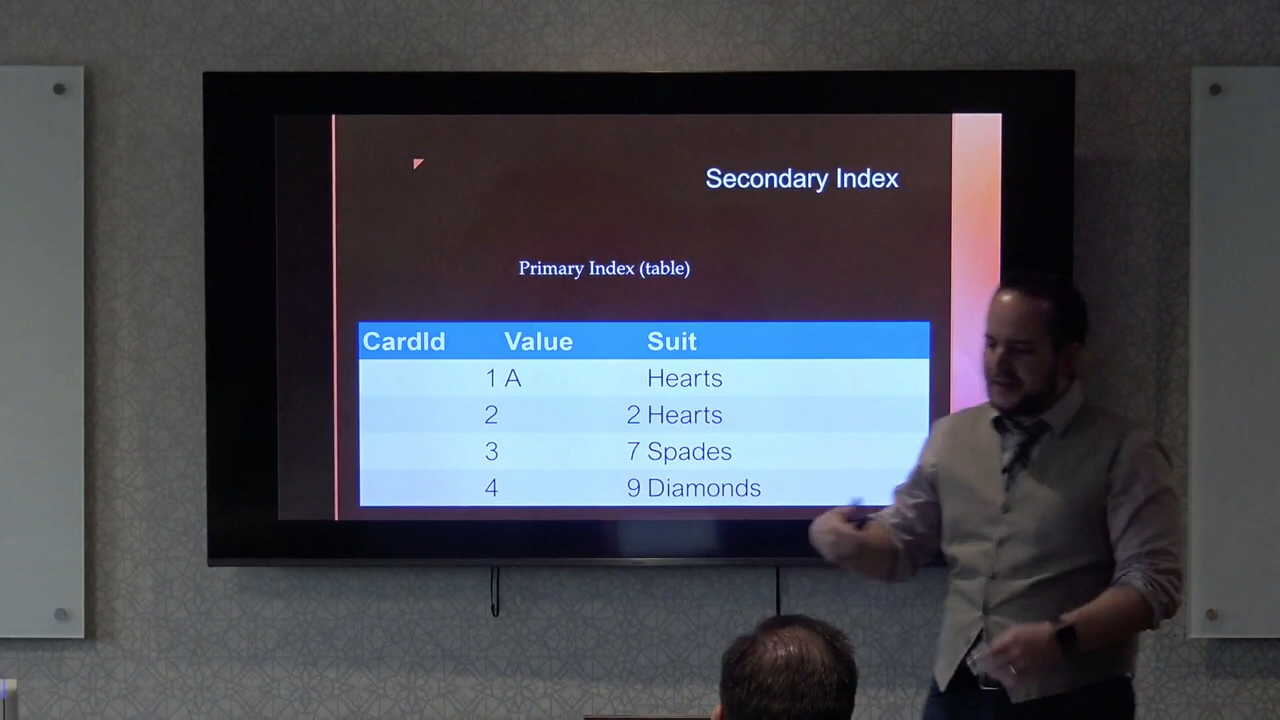 Secondary Index
Primary Index (table)
CardId Value Suit
1 A Hearts
2 2 Hearts
3 7 Spades
4 9 Diamonds